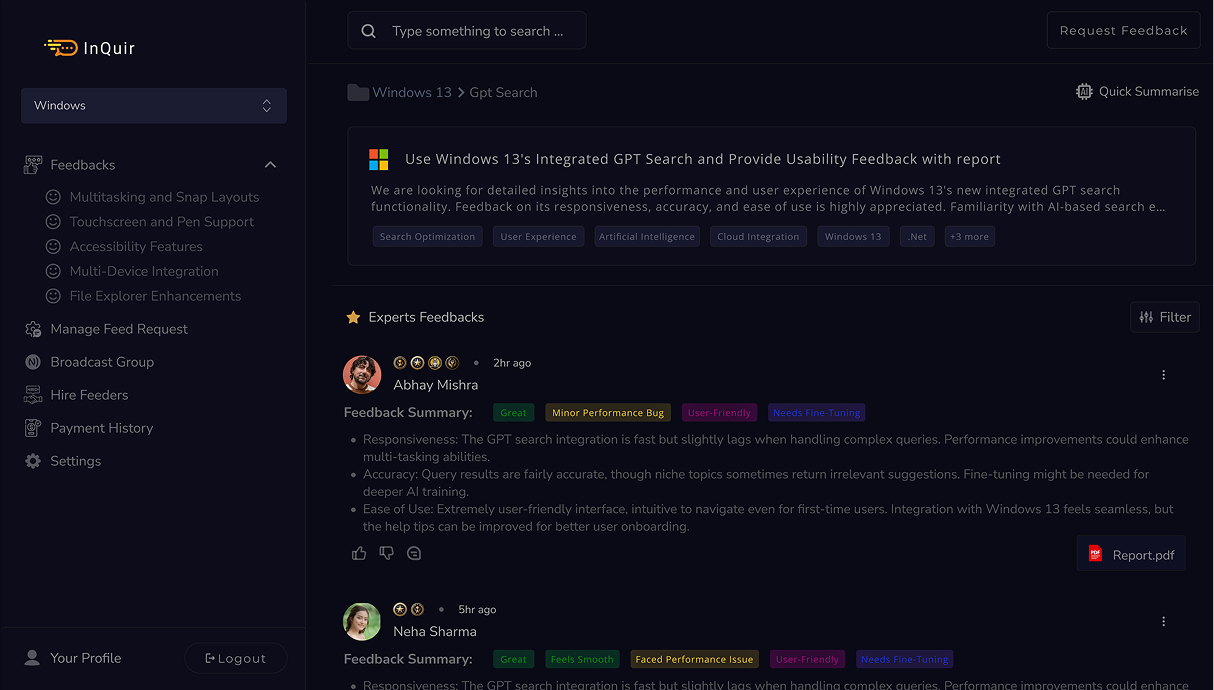 InQuir
Type something to search ...
Request Feedback
Windows
Windows 13 > Gpt Search
AI Quick Summarise
Feedbacks
Multitasking and Snap Layouts
Touchscreen and Pen Support
Accessibility Features
Multi-Device Integration
File Explorer Enhancements
Manage Feed Request
Broadcast Group
Hire Feeders
Payment History
Settings
Your Profile
Logout
Use Windows 13's Integrated GPT Search and Provide Usability Feedback with report
We are looking for detailed insights into the performance and user experience of Windows 13's new integrated GPT search
functionality. Feedback on its responsiveness, accuracy, and ease of use is highly appreciated. Familiarity with AI-based search e...
Search Optimization User Experience Artificial Intelligence Cloud Integration Windows 13 .Net +3 more
Experts Feedbacks
Filter
2hr ago
Abhay Mishra
Feedback Summary: Great Minor Performance Bug User-Friendly Needs Fine-Tuning
• Responsiveness: The GPT search integration is fast but slightly lags when handling complex queries. Performance improvements could enhance
multi-tasking abilities.
• Accuracy: Query results are fairly accurate, though niche topics sometimes return irrelevant suggestions. Fine-tuning might be needed for
deeper AI training.
• Ease of Use: Extremely user-friendly interface, intuitive to navigate even for first-time users. Integration with Windows 13 feels seamless, but
the help tips can be improved for better user onboarding.
PDF Report.pdf
5hr ago
Neha Sharma
Feedback Summary: Great Feels Smooth Faced Performance Issue User-Friendly Needs Fine-Tuning
• Responsiveness: The GPT search integration is fast but slightly lags when handling complex queries. Performance improvements could enhance